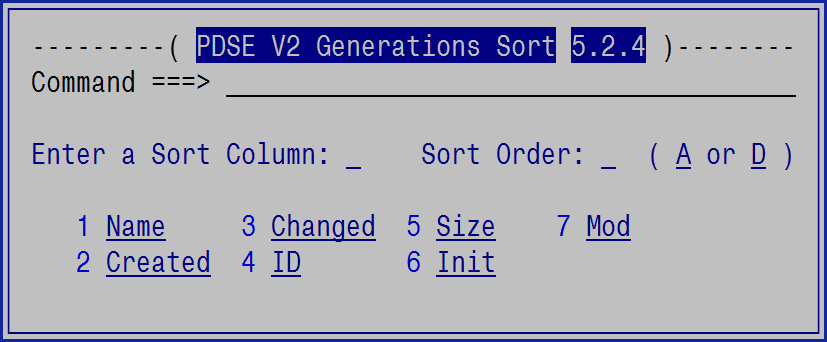 ---------( PDSE V2 Generations Sort 5.2.4 )--------
Command ===> ______________________________________
Enter a Sort Column: _    Sort Order: _  ( A or D )
1 Name     3 Changed  5 Size    7 Mod
2 Created  4 ID       6 Init